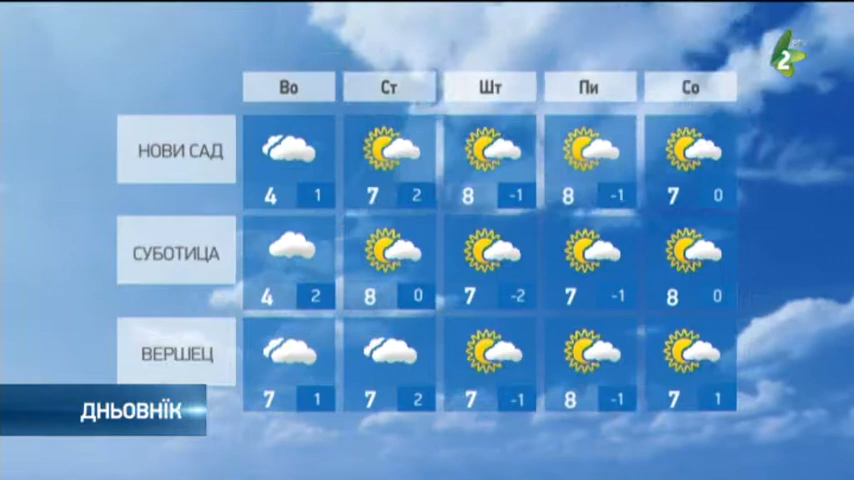 2
Во Ст Шт Пи Со
НОВИ САД
4 1 7 2 8 -1 8 -1 7 0
СУБОТИЦА
4 2 8 0 7 -2 7 -1 8 0
ВЕРШЕЦ
7 1 7 2 7 -1 8 -1 7 1
ДНЬОВНЇК